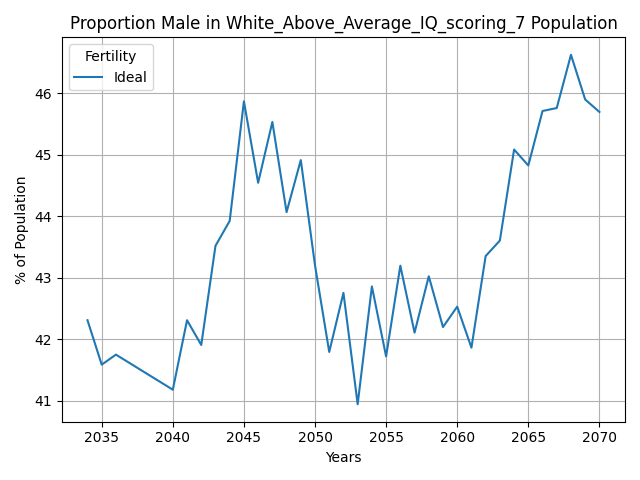 Proportion Male in White_Above_Average_IQ_scoring_7 Population
Fertility
Ideal
46
45
44
43
42
41
% of Population
2035 2040 2045 2050 2055 2060 2065 2070
Years